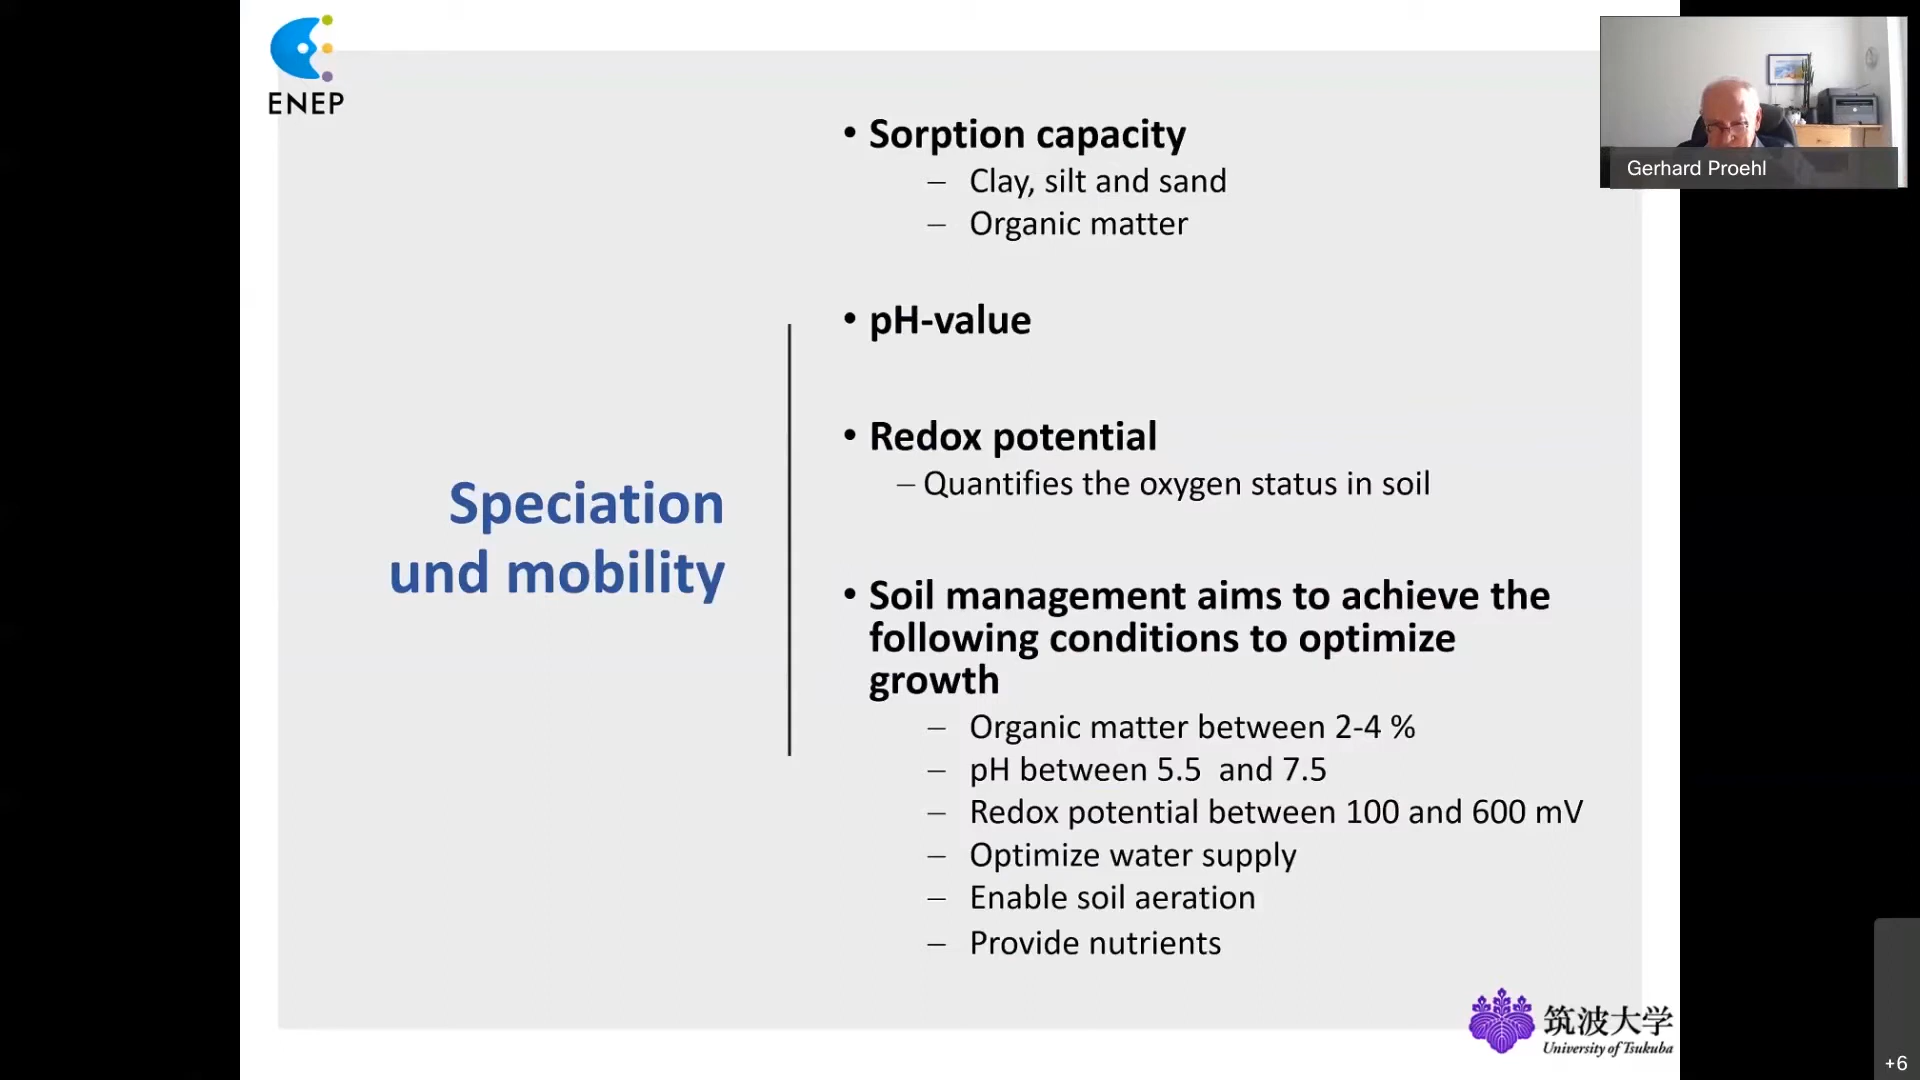 ENEP
Gerhard Proehl
Speciation
und mobility
• Sorption capacity
– Clay, silt and sand
– Organic matter
• pH-value
• Redox potential
– Quantifies the oxygen status in soil
• Soil management aims to achieve the
following conditions to optimize
growth
– Organic matter between 2-4 %
– pH between 5.5  and 7.5
– Redox potential between 100 and 600 mV
– Optimize water supply
– Enable soil aeration
– Provide nutrients
筑波大学
University of Tsukuba
+6